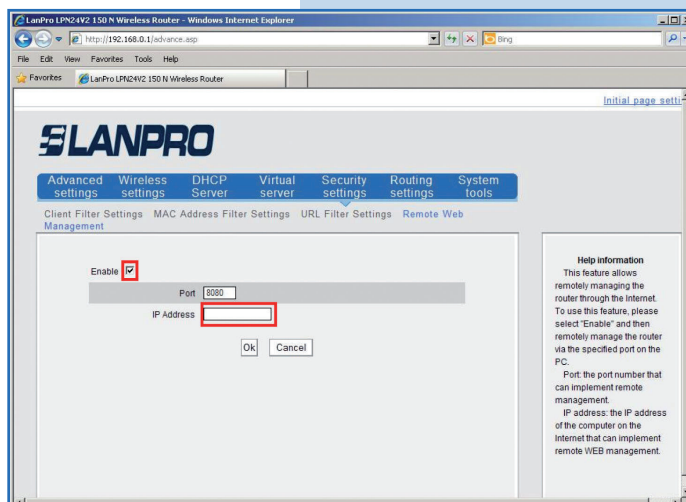 LanPro LPN24V2 150 N Wireless Router - Windows Internet Explorer
http://192.168.0.1/advance.asp
Bing
File Edit View Favorites Tools Help
Favorites LanPro LPN24V2 150 N Wireless Router
Initial page setti
LANPRO
Advanced settings Wireless settings DHCP Server Virtual server Security settings Routing settings System tools
Client Filter Settings MAC Address Filter Settings URL Filter Settings Remote Web
Management
Enable
Port 8080
IP Address
Ok Cancel
Help information
This feature allows
remotely managing the
router through the Internet.
To use this feature, please
select "Enable" and then
remotely manage the router
via the specified port on the
PC.
Port: the port number that
can implement remote
management.
IP address: the IP address
of the computer on the
Internet that can implement
remote WEB management.